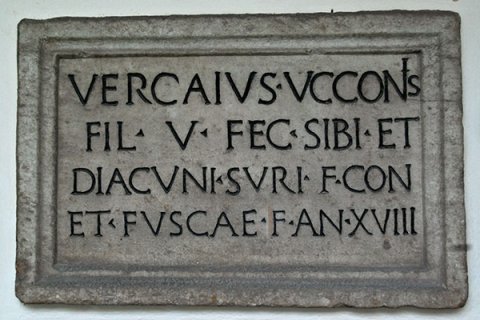 VERCAIVS·VCCONIS
FIL· V· FEC·SIBI·ET
DIACVNI·SVRI·F·CON
ET·FVSCAE·F·AN·XVIII